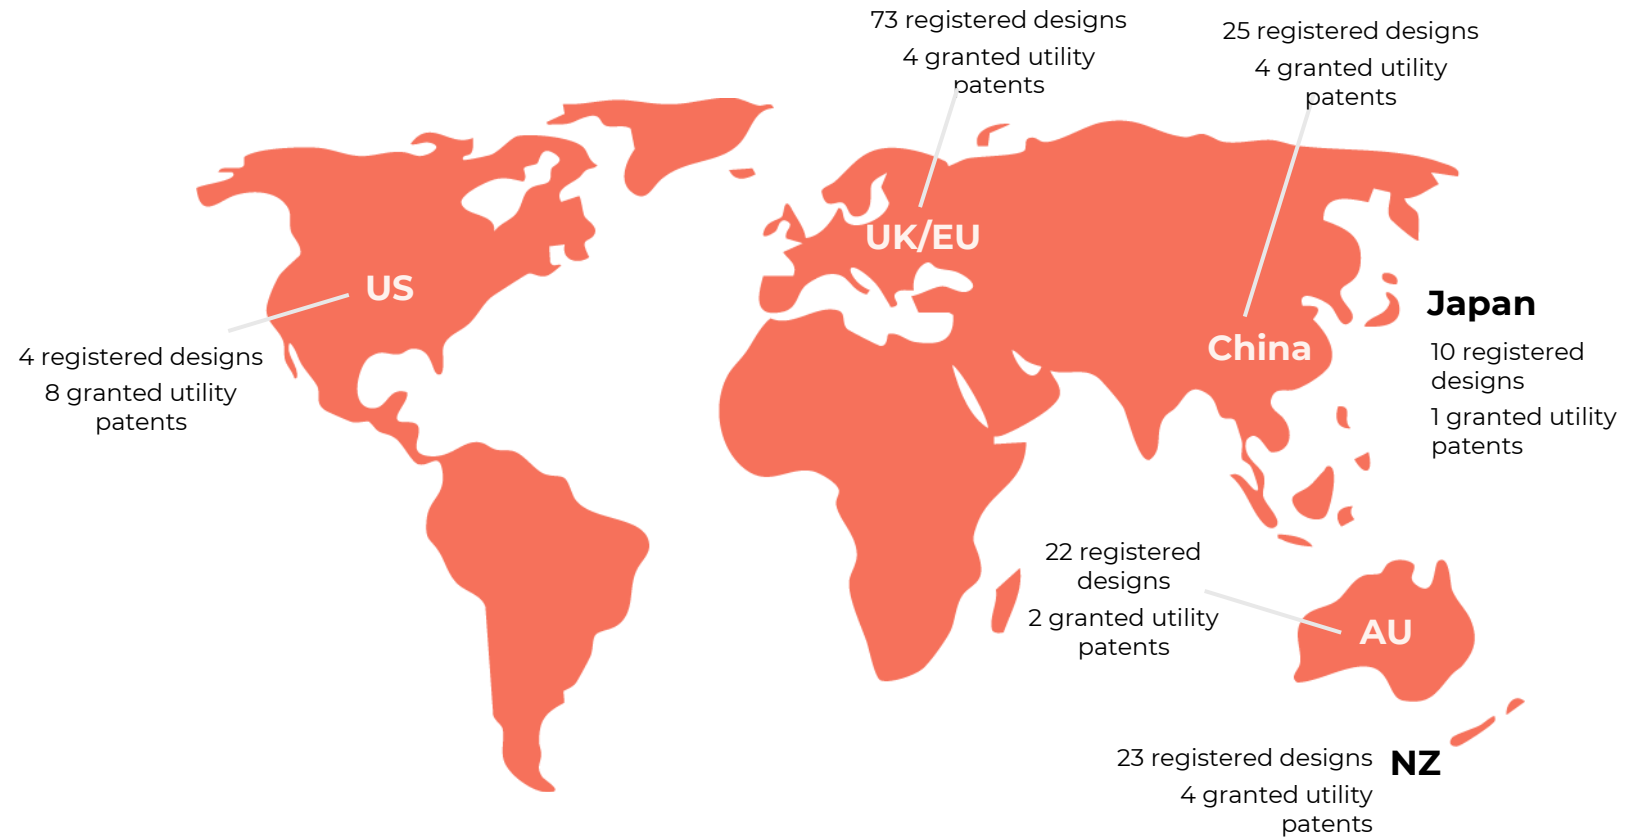 73 registered designs
4 granted utility
patents
25 registered designs
4 granted utility
patents
UK/EU
US
4 registered designs
8 granted utility
patents
China
Japan
10 registered
designs
1 granted utility
patents
22 registered
designs
2 granted utility
patents
AU
23 registered designs
4 granted utility
patents
NZ